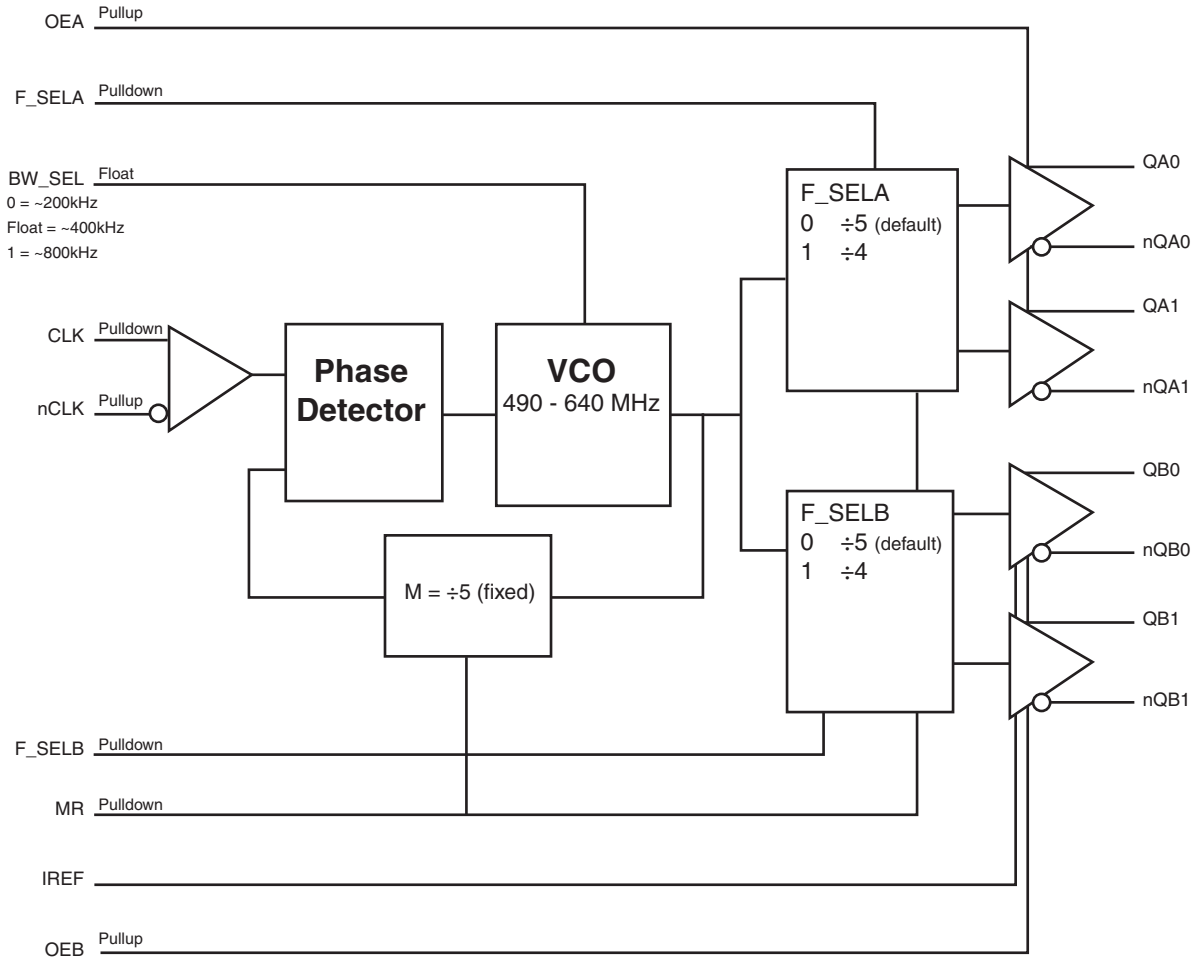 OEA Pullup
F_SELA Pulldown
BW_SEL Float
0 = ~200kHz
Float = ~400kHz
1 = ~800kHz
CLK Pulldown
nCLK Pullup
Phase
Detector
VCO
490 - 640 MHz
M = ÷5 (fixed)
F_SELA
0 ÷5 (default)
1 ÷4
F_SELB
0 ÷5 (default)
1 ÷4
QA0
nQA0
QA1
nQA1
QB0
nQB0
QB1
nQB1
F_SELB Pulldown
MR Pulldown
IREF
OEB Pullup